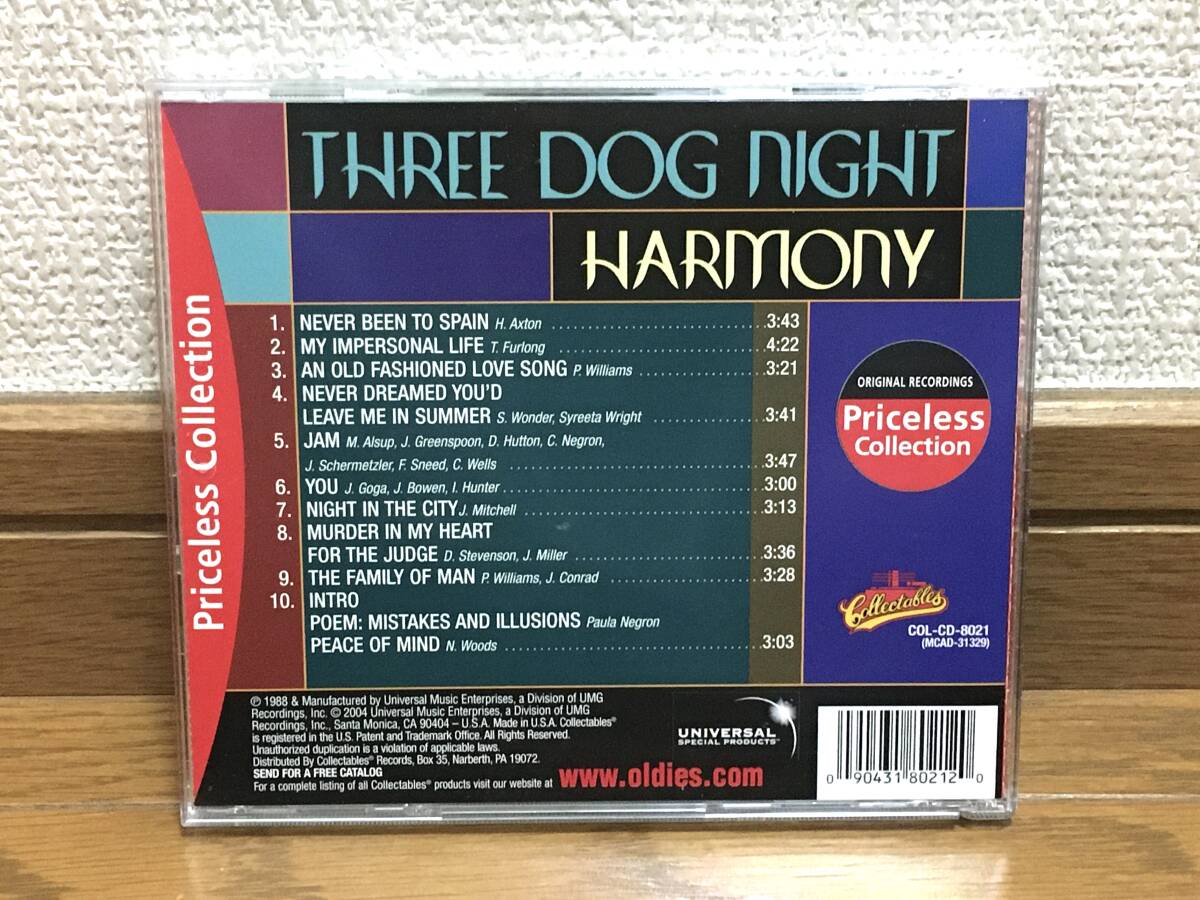 THREE DOG NIGHT
HARMONY
Priceless Collection
1. NEVER BEEN TO SPAIN H. Axton ........................ 3:43
2. MY IMPERSONAL LIFE T. Furlong ........................ 4:22
3. AN OLD FASHIONED LOVE SONG P. Williams ............... 3:21
4. NEVER DREAMED YOU'D
LEAVE ME IN SUMMER S. Wonder, Syreeta Wright ............ 3:41
5. JAM M. Alsup, J. Greenspoon, D. Hutton, C. Negron,
J. Schermetzler, F. Sneed, C. Wells ........................ 3:47
6. YOU J. Goga, J. Bowen, I. Hunter ........................ 3:00
7. NIGHT IN THE CITY J. Mitchell ........................ 3:13
8. MURDER IN MY HEART
FOR THE JUDGE D. Stevenson, J. Miller ................... 3:36
9. THE FAMILY OF MAN P. Williams, J. Conrad ............... 3:28
10. INTRO
POEM: MISTAKES AND ILLUSIONS Paula Negron
PEACE OF MIND N. Woods ........................ 3:03
ORIGINAL RECORDINGS
Priceless
Collection
Collectables
COL-CD-8021
(MCAD-31329)
℗ 1988 & Manufactured by Universal Music Enterprises, a Division of UMG
Recordings, Inc. © 2004 Universal Music Enterprises, a Division of UMG
Recordings, Inc., Santa Monica, CA 90404 – U.S.A. Made in U.S.A. Collectables®
is registered in the U.S. Patent and Trademark Office. All Rights Reserved.
Unauthorized duplication is a violation of applicable laws.
Distributed By Collectables® Records, Box 35, Narberth, PA 19072.
SEND FOR A FREE CATALOG
For a complete listing of all Collectables® products visit our website at www.oldies.com
UNIVERSAL
SPECIAL PRODUCTS™
0 90431 80212 0